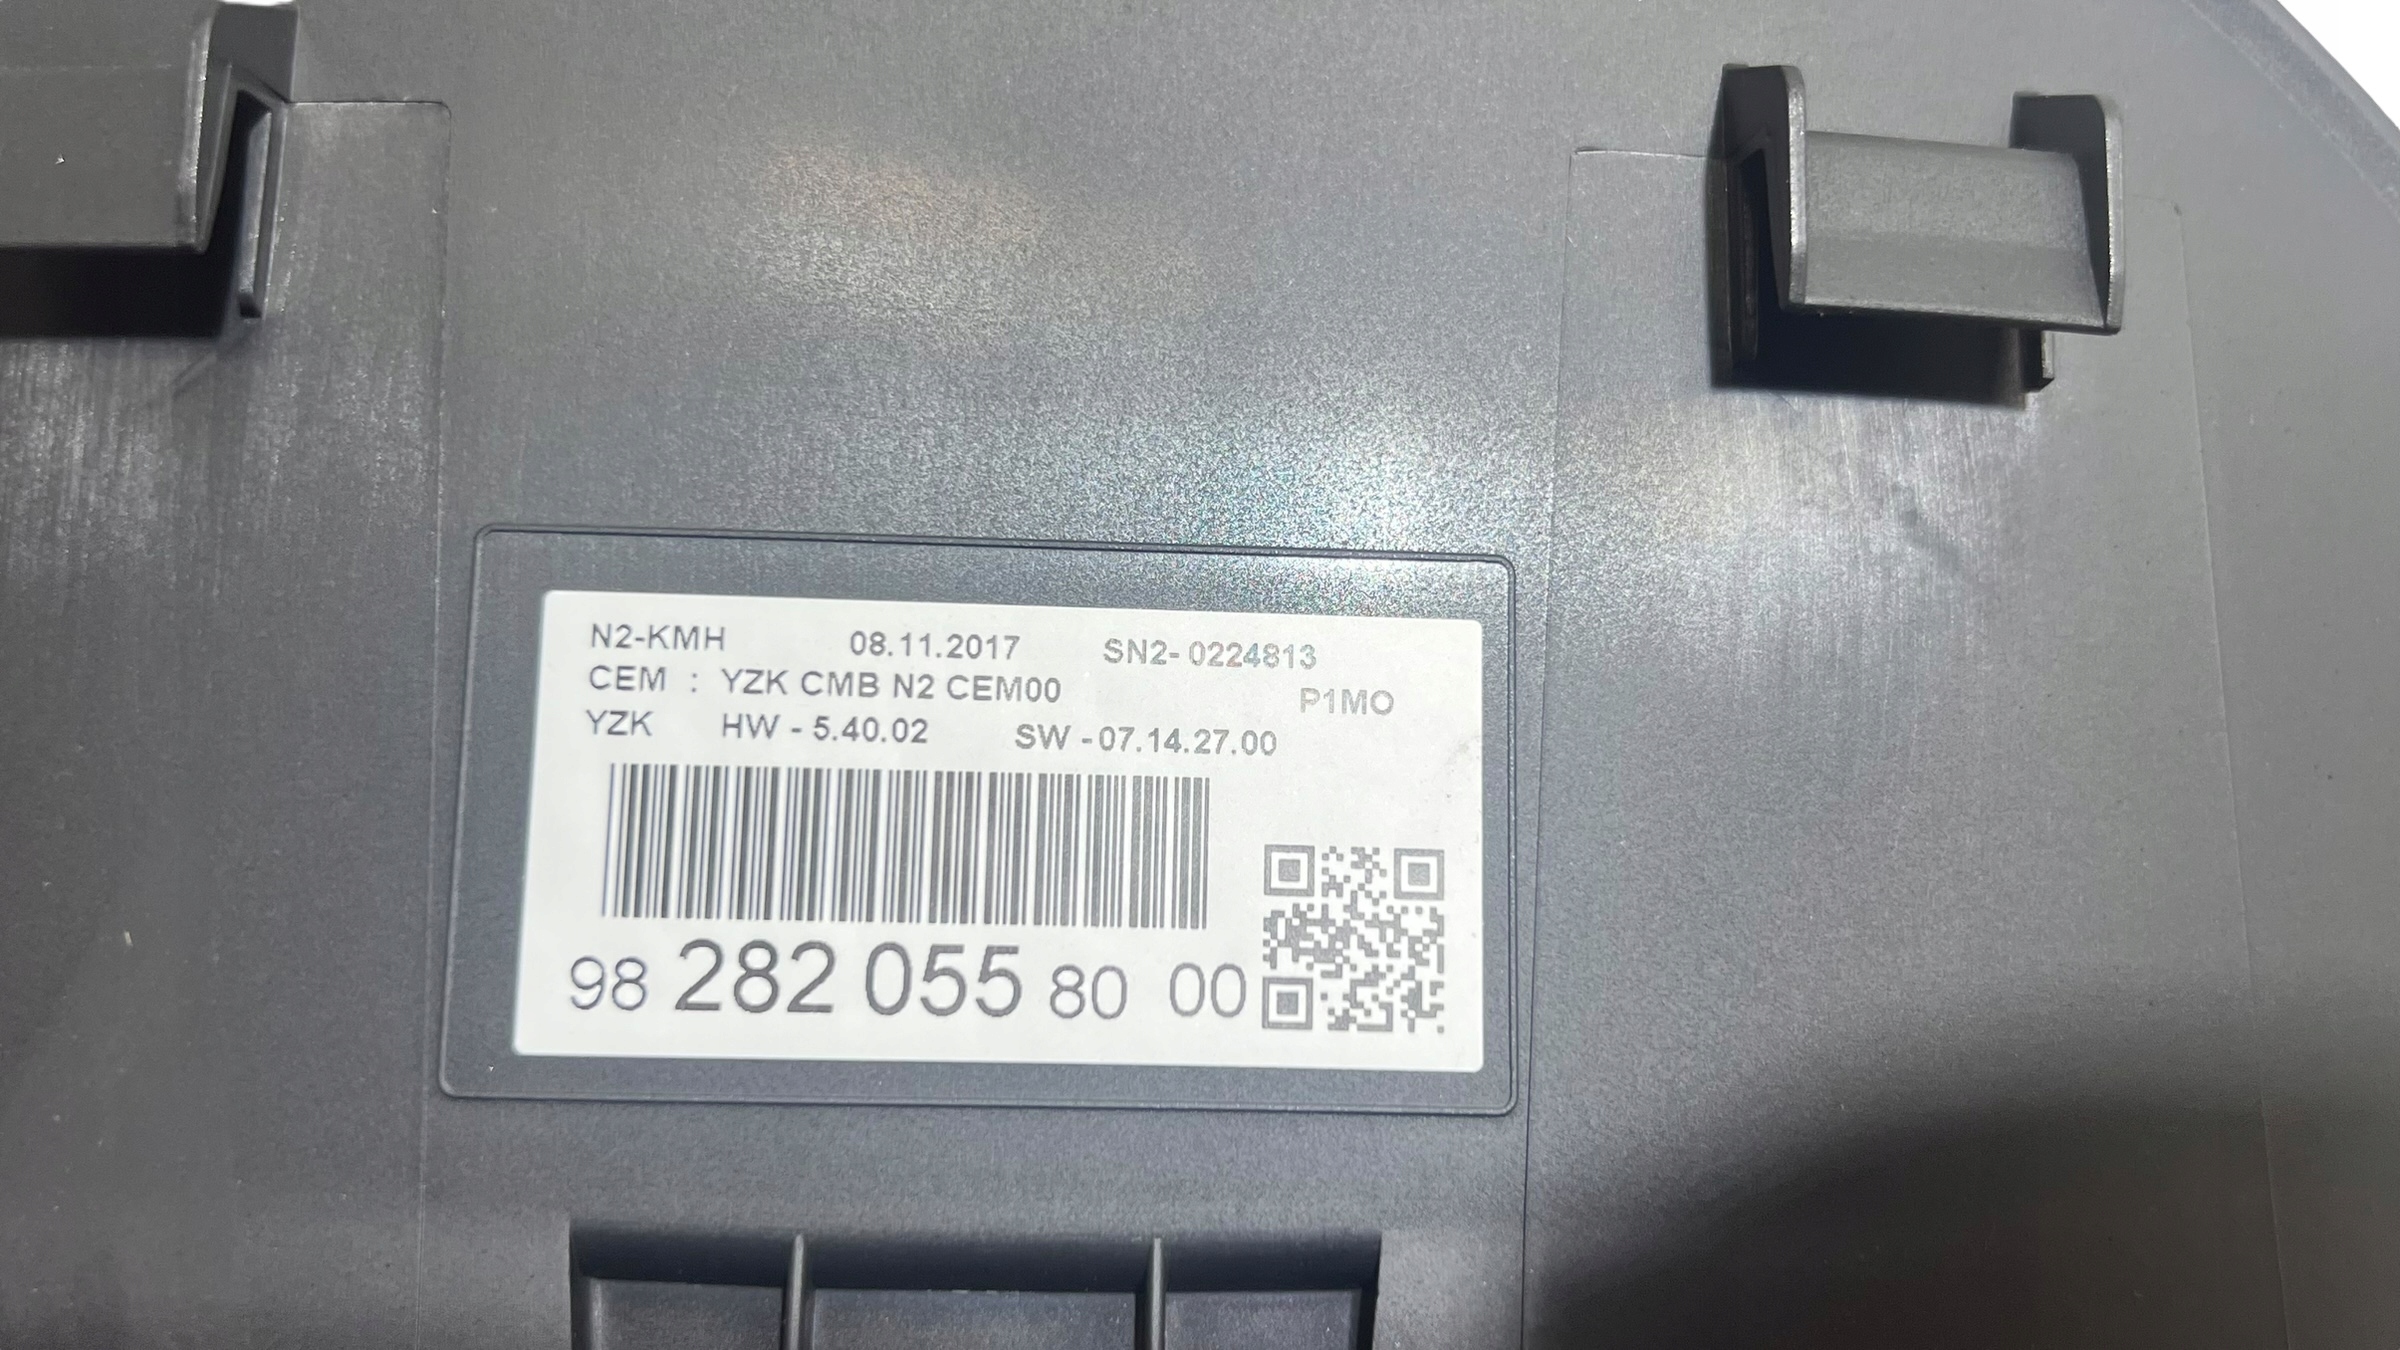 N2-KMH 08.11.2017 SN2- 0224813
CEM : YZK CMB N2 CEM00 P1MO
YZK HW - 5.40.02 SW -07.14.27.00
98 282 055 80 00